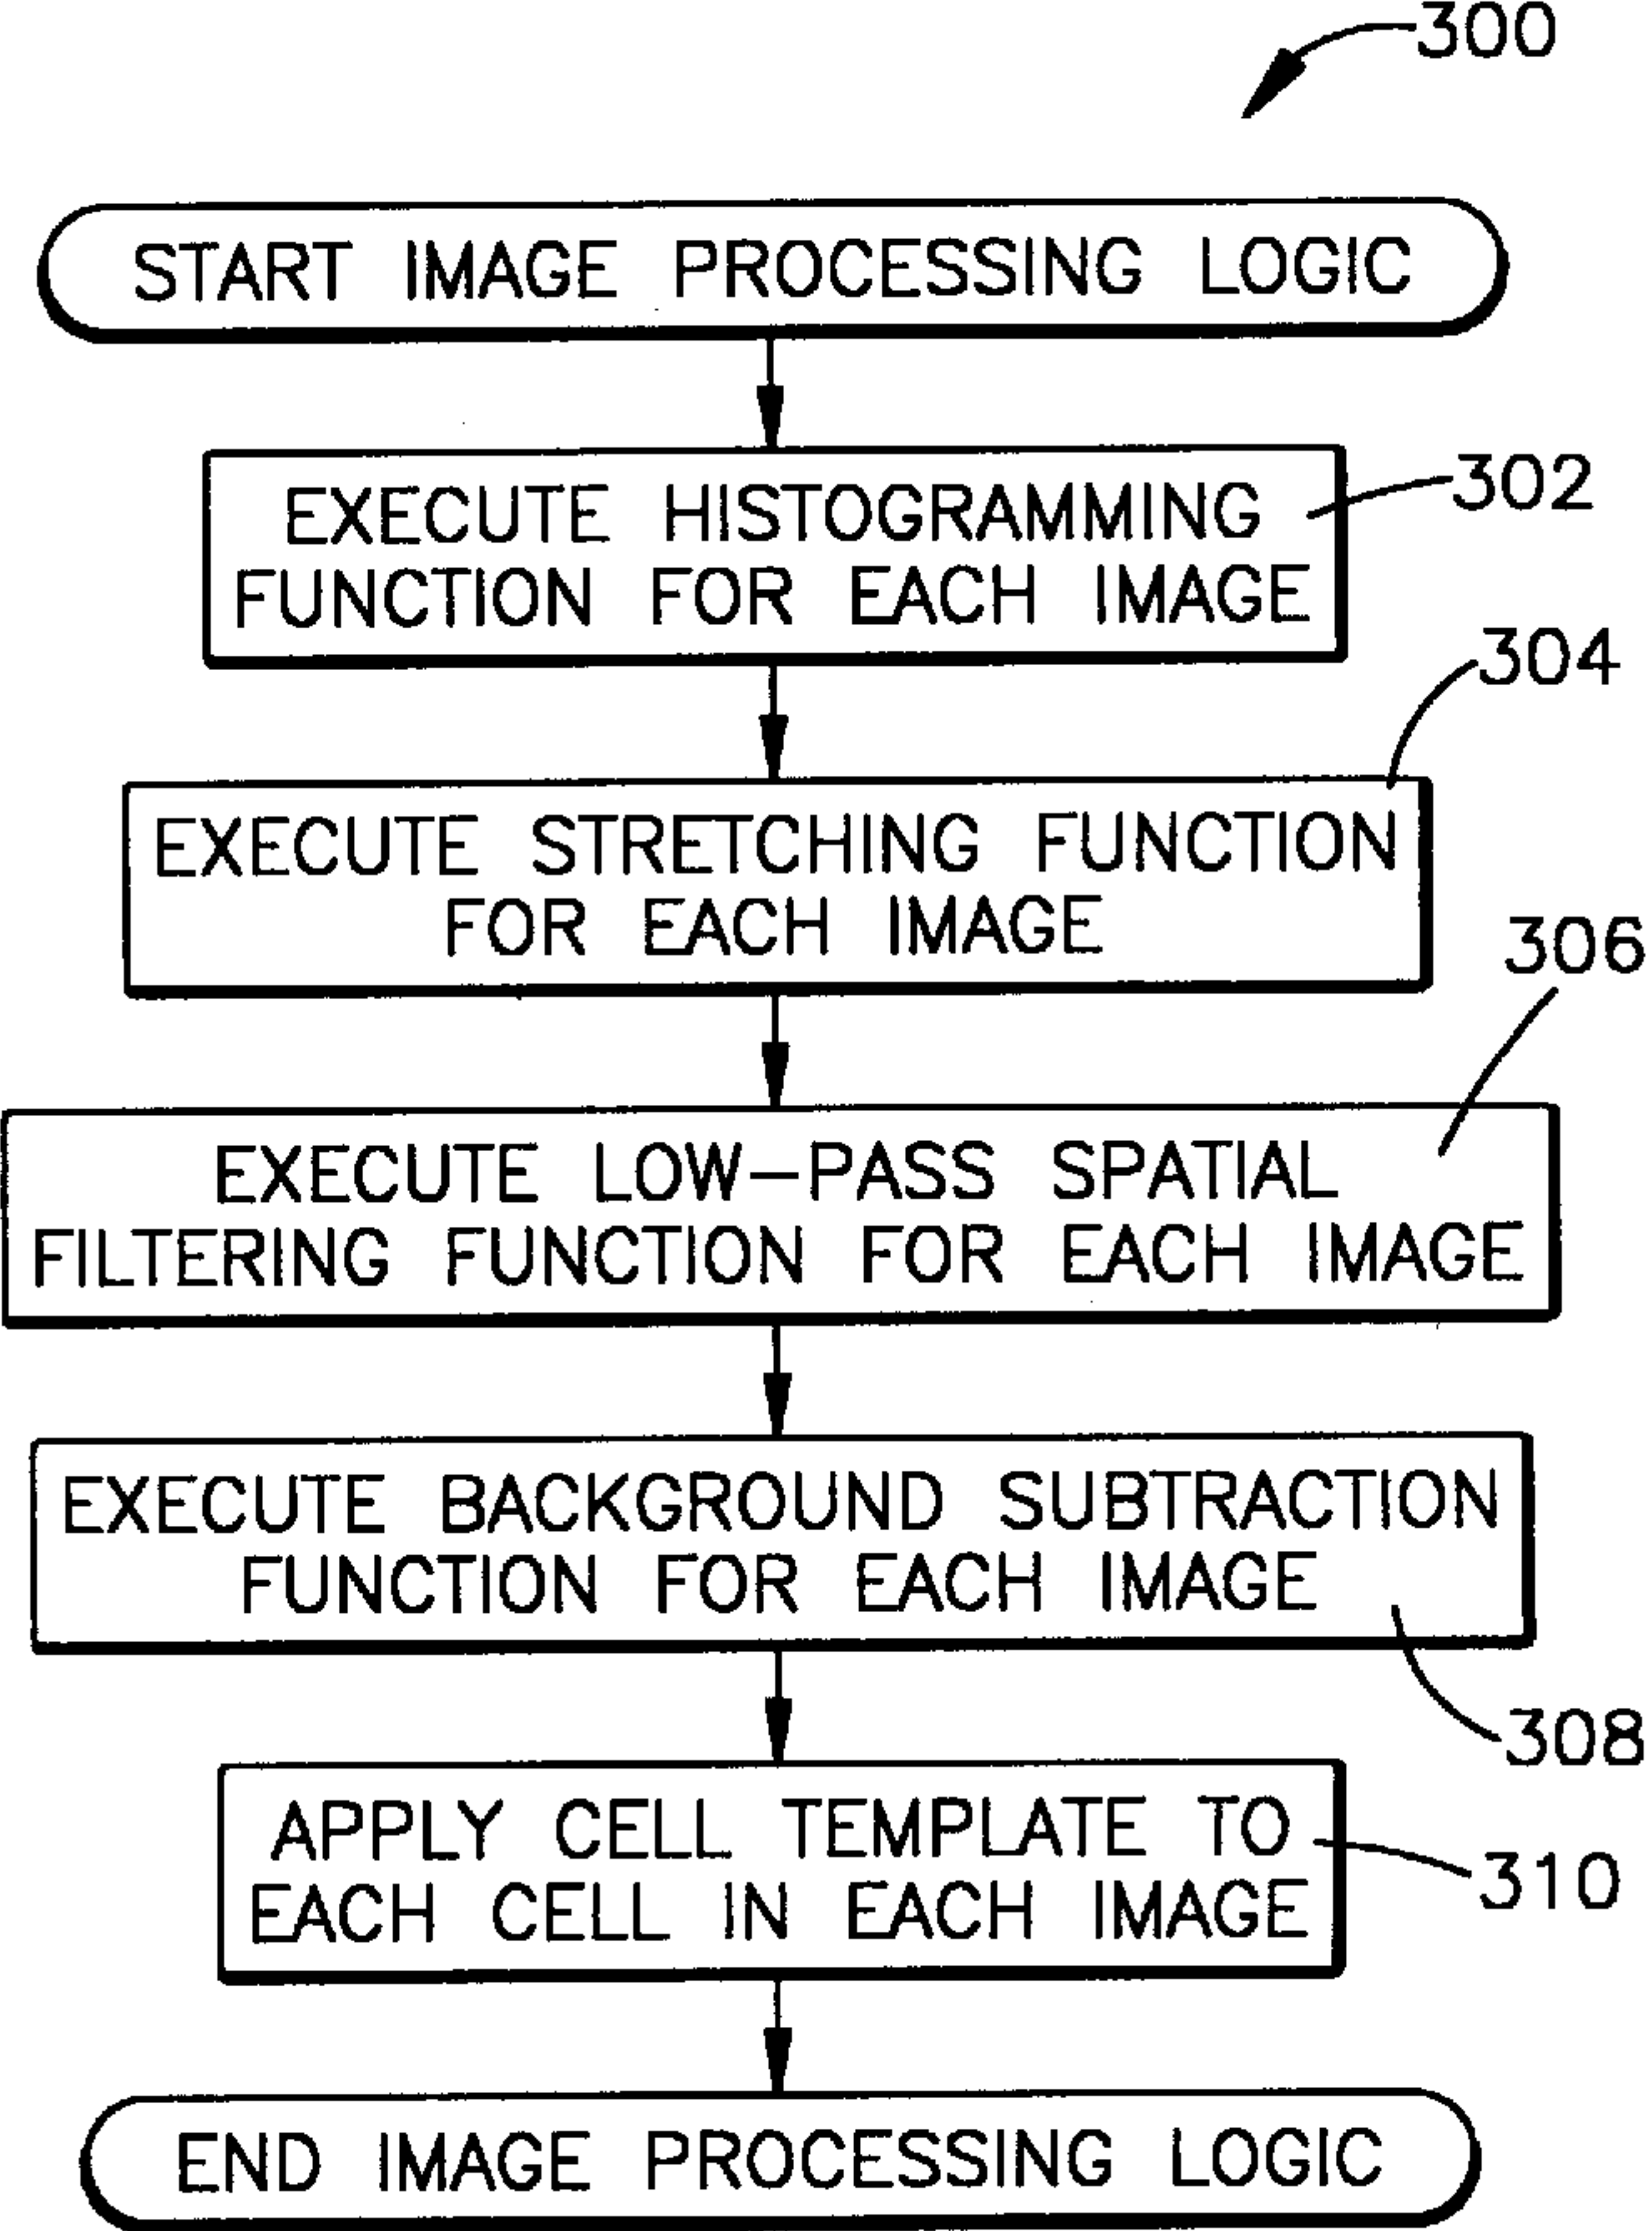 300
START IMAGE PROCESSING LOGIC
EXECUTE HISTOGRAMMING
FUNCTION FOR EACH IMAGE
302
304
EXECUTE STRETCHING FUNCTION
FOR EACH IMAGE
306
EXECUTE LOW-PASS SPATIAL
FILTERING FUNCTION FOR EACH IMAGE
EXECUTE BACKGROUND SUBTRACTION
FUNCTION FOR EACH IMAGE
308
APPLY CELL TEMPLATE TO
EACH CELL IN EACH IMAGE
310
END IMAGE PROCESSING LOGIC